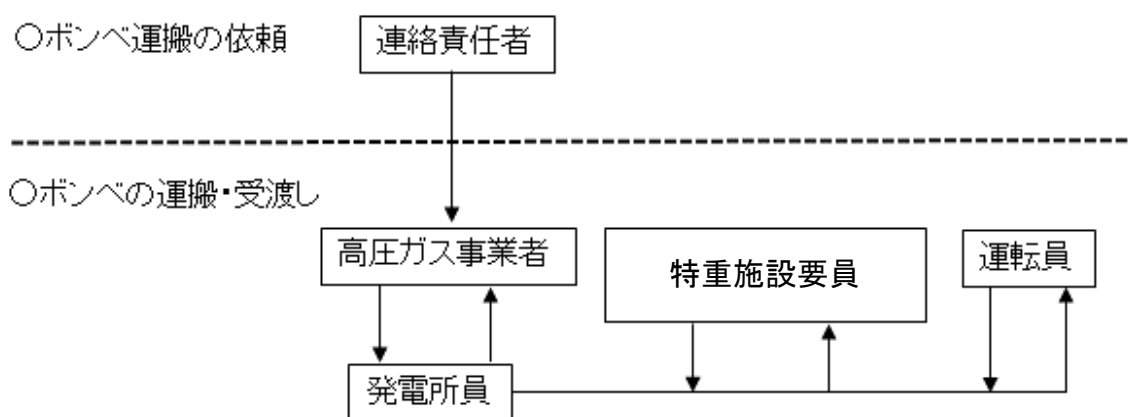 ○ボンベ運搬の依頼
連絡責任者
○ボンベの運搬・受渡し
高圧ガス事業者
特重施設要員
運転員
発電所員